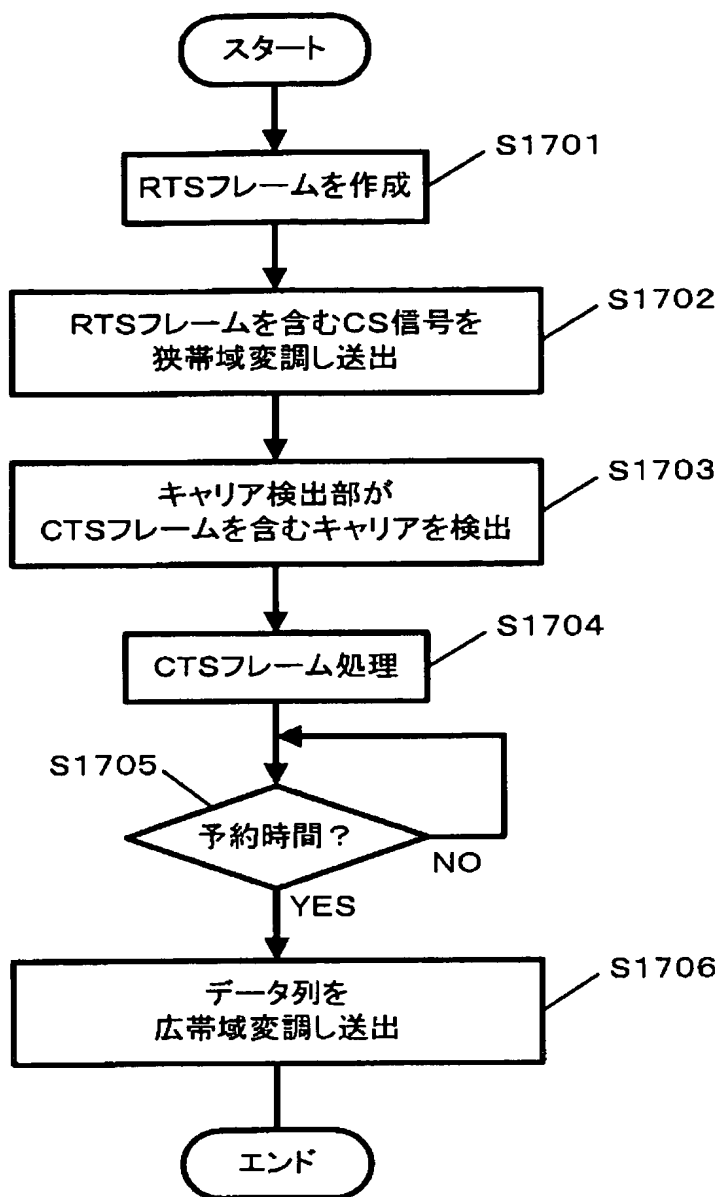 スタート
S1701
RTSフレームを作成
S1702
RTSフレームを含むCS信号を
狭帯域変調し送出
S1703
キャリア検出部が
CTSフレームを含むキャリアを検出
S1704
CTSフレーム処理
S1705
予約時間?
NO
YES
S1706
データ列を
広帯域変調し送出
エンド